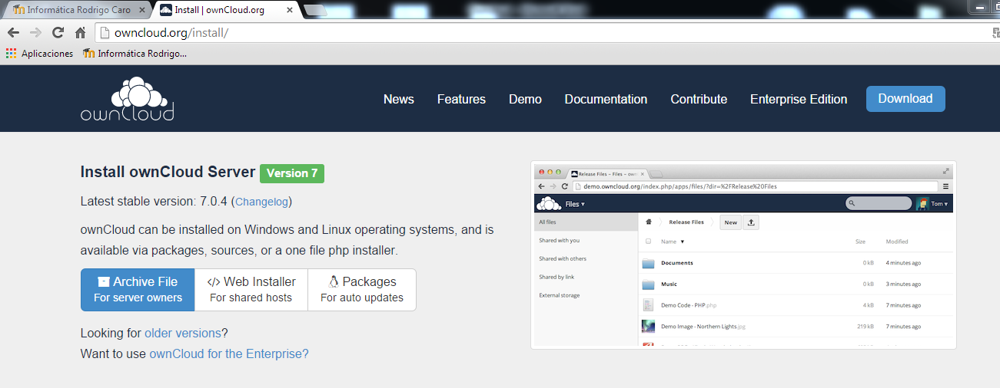 Informática Rodrigo Caro
Install | ownCloud.org
owncloud.org/install/
Aplicaciones
Informática Rodrigo...
ownCloud
News
Features
Demo
Documentation
Contribute
Enterprise Edition
Download
Install ownCloud Server Version 7
Latest stable version: 7.0.4 (Changelog)
ownCloud can be installed on Windows and Linux operating systems, and is
available via packages, sources, or a one file php installer.
Archive File
For server owners
</> Web Installer
For shared hosts
Packages
For auto updates
Looking for older versions?
Want to use ownCloud for the Enterprise?
Release Files - Files - own
demo.owncloud.org/index.php/apps/files/?dir=%2FRelease%20Files
Files
Tom
All files
Shared with you
Shared with others
Shared by link
External storage
Release Files
New
Name
Size
Modified
Documents
0 kB
4 minutes ago
Music
0 kB
3 minutes ago
Demo Code - PHP.php
4 kB
7 minutes ago
Demo Image - Northern Lights.jpg
219 kB
7 minutes ago